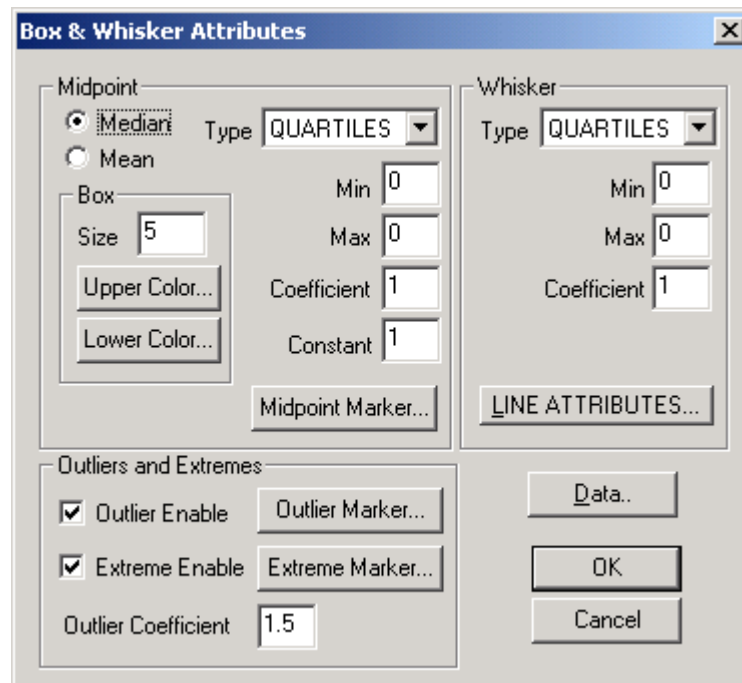 Box & Whisker Attributes
Midpoint
Median
Mean
Type QUARTILES
Min 0
Max 0
Coefficient 1
Constant 1
Box
Size 5
Upper Color...
Lower Color...
Midpoint Marker...
Whisker
Type QUARTILES
Min 0
Max 0
Coefficient 1
LINE ATTRIBUTES...
Outliers and Extremes
Outlier Enable
Outlier Marker...
Extreme Enable
Extreme Marker...
Outlier Coefficient 1.5
Data..
OK
Cancel